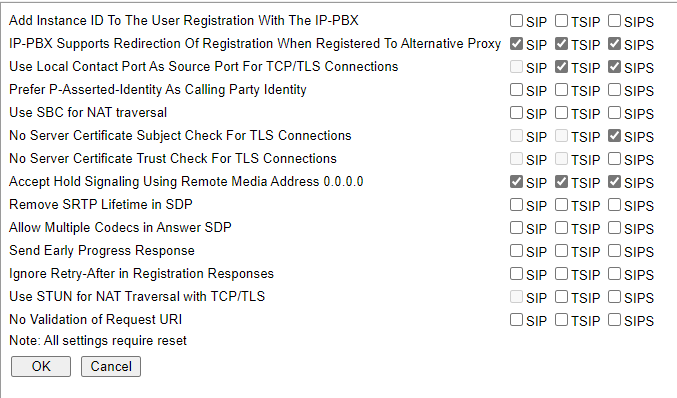 Add Instance ID To The User Registration With The IP-PBX SIP TSIP SIPS
IP-PBX Supports Redirection Of Registration When Registered To Alternative Proxy SIP TSIP SIPS
Use Local Contact Port As Source Port For TCP/TLS Connections SIP TSIP SIPS
Prefer P-Asserted-Identity As Calling Party Identity SIP TSIP SIPS
Use SBC for NAT traversal SIP TSIP SIPS
No Server Certificate Subject Check For TLS Connections SIP TSIP SIPS
No Server Certificate Trust Check For TLS Connections SIP TSIP SIPS
Accept Hold Signaling Using Remote Media Address 0.0.0.0 SIP TSIP SIPS
Remove SRTP Lifetime in SDP SIP TSIP SIPS
Allow Multiple Codecs in Answer SDP SIP TSIP SIPS
Send Early Progress Response SIP TSIP SIPS
Ignore Retry-After in Registration Responses SIP TSIP SIPS
Use STUN for NAT Traversal with TCP/TLS SIP TSIP SIPS
No Validation of Request URI SIP TSIP SIPS
Note: All settings require reset
OK Cancel